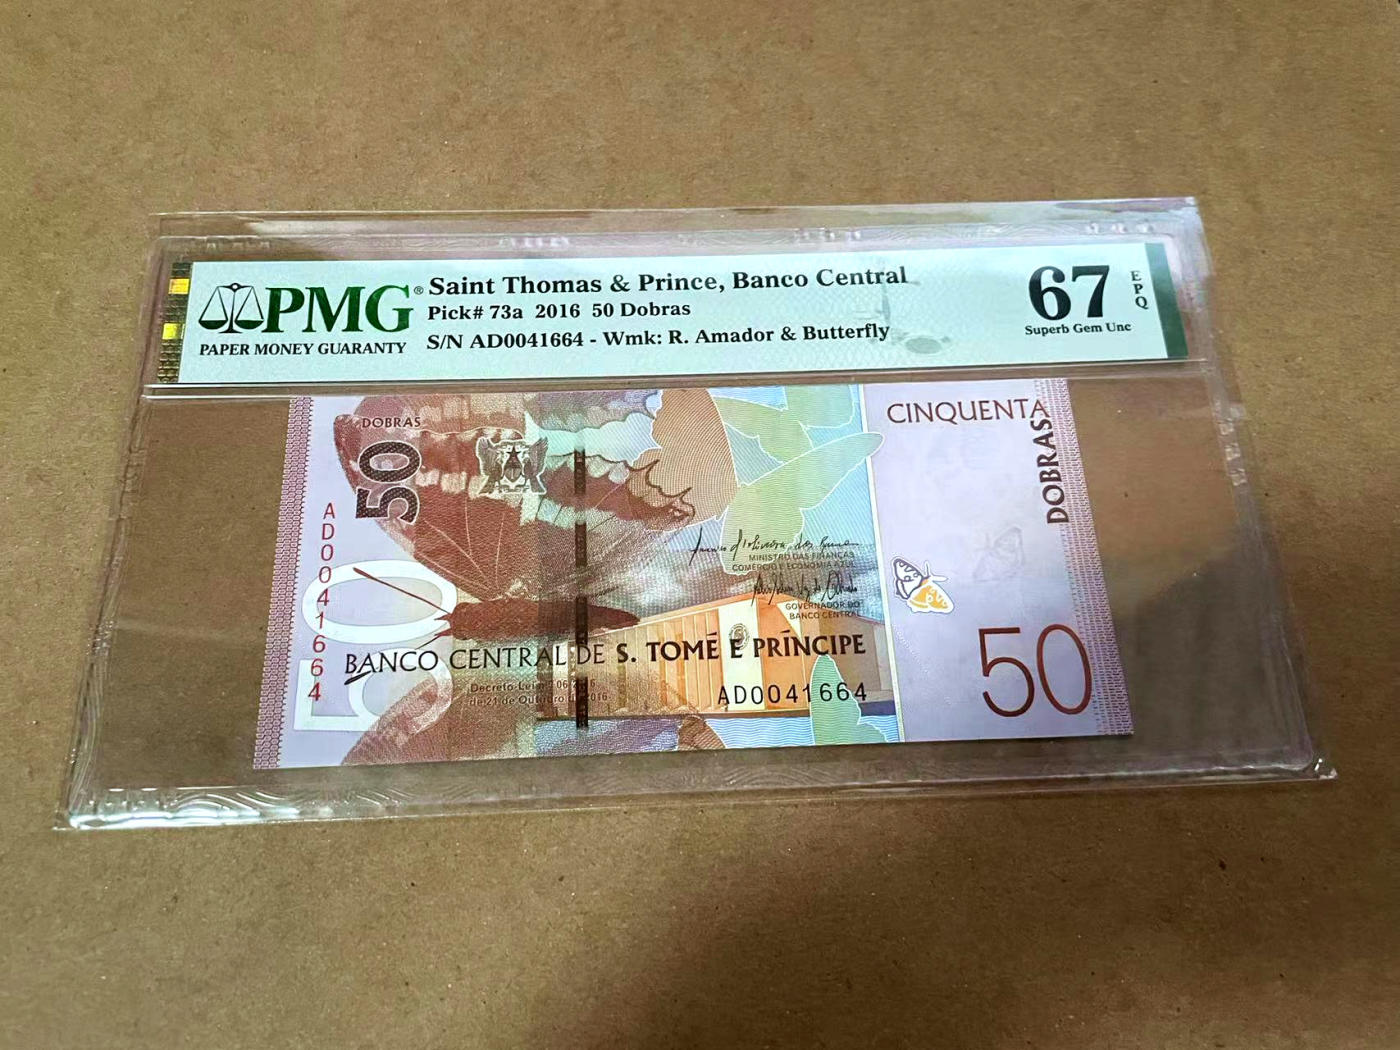 PMG®
PAPER MONEY GUARANTY
Saint Thomas & Prince, Banco Central
Pick# 73a 2016 50 Dobras
S/N AD0041664 - Wmk: R. Amador & Butterfly
67
EPQ
Superb Gem Unc
DOBRAS
50
AD0041664
50
CINQUENTA
DOBRAS
MINISTRO DAS FINANÇAS
COMÉRCIO E ECONOMIA AZUL
GOVERNADOR DO
BANCO CENTRAL
BANCO CENTRAL DE S. TOMÉ E PRÍNCIPE
AD0041664
50